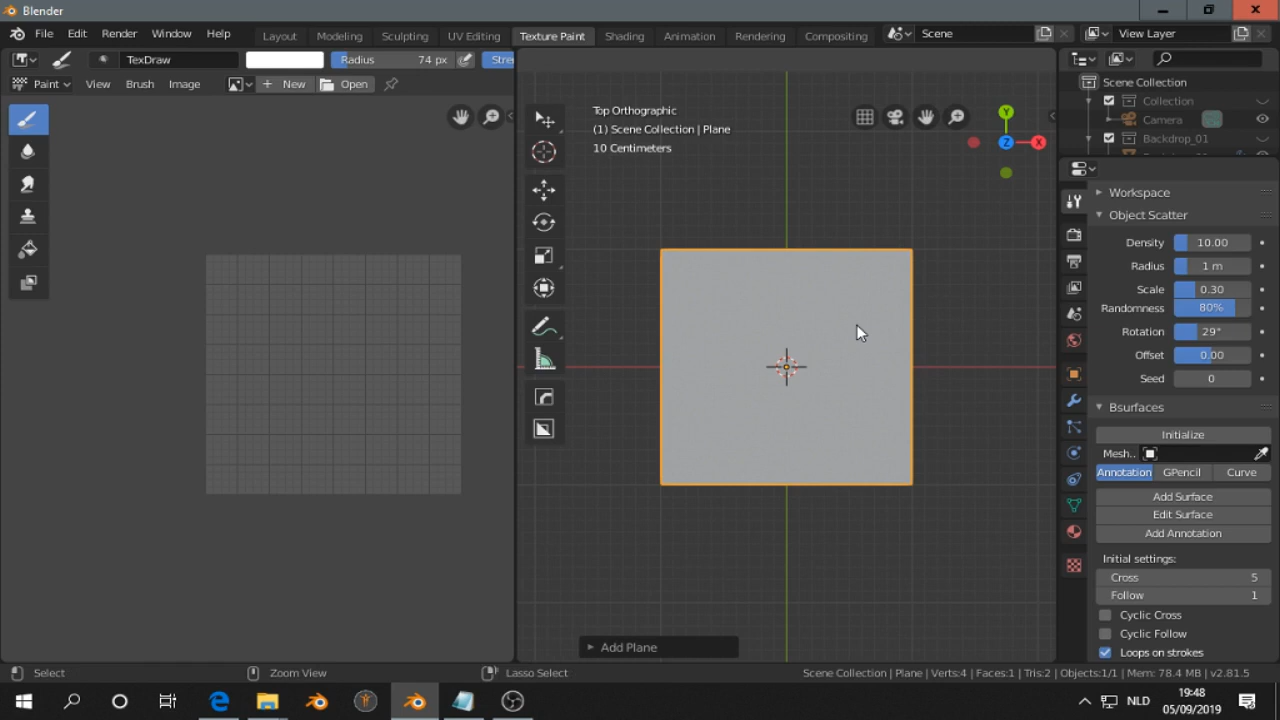 Blender
File Edit Render Window Help Layout Modeling Sculpting UV Editing Texture Paint Shading Animation Rendering Compositing Scene View Layer
TexDraw Radius 74 px Stre
Paint View Brush Image New Open
Scene Collection
Collection
Camera
Backdrop_01
Top Orthographic
(1) Scene Collection | Plane
10 Centimeters
Y
Z X
Workspace
Object Scatter
Density 10.00
Radius 1 m
Scale 0.30
Randomness 80%
Rotation 29°
Offset 0.00
Seed 0
Bsurfaces
Initialize
Mesh..
Annotation GPencil Curve
Add Surface
Edit Surface
Add Annotation
Initial settings:
Cross 5
Follow 1
Cyclic Cross
Cyclic Follow
Loops on strokes
Add Plane
Select Zoom View Lasso Select Scene Collection | Plane | Verts:4 | Faces:1 | Tris:2 | Objects:1/1 | Mem: 78.4 MB | v2.81.5
NLD
19:48
05/09/2019